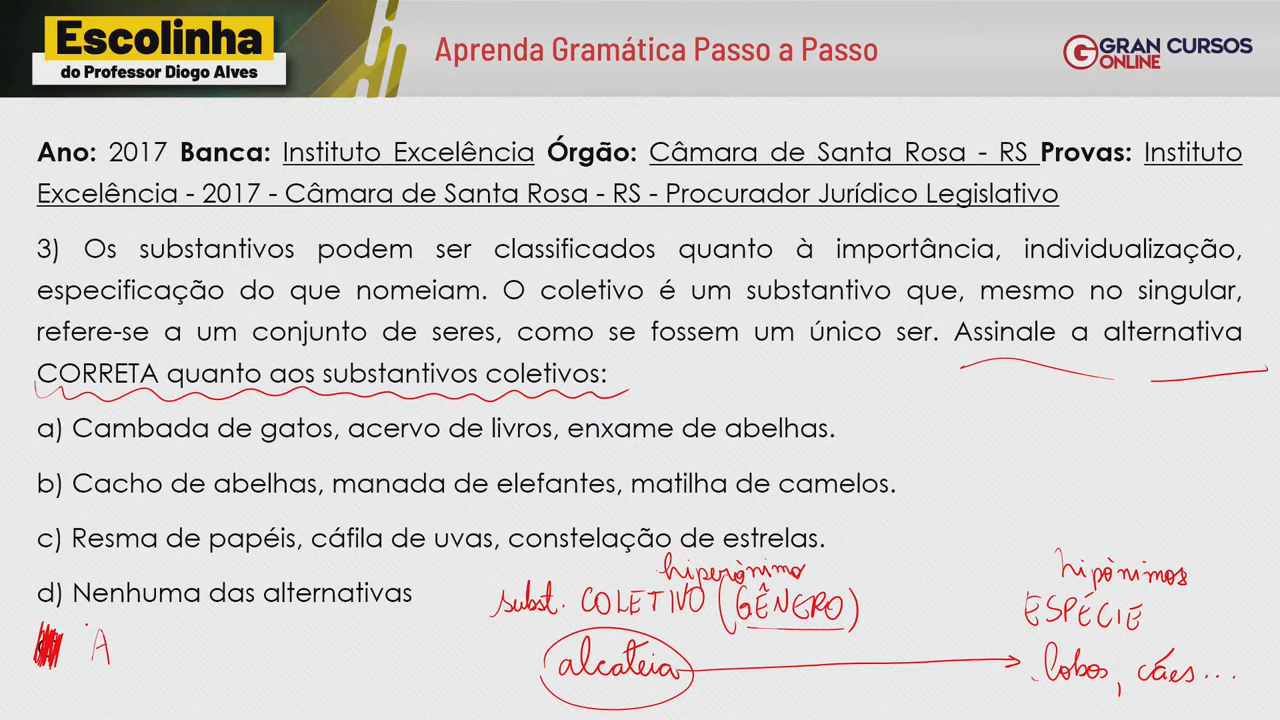 Escolinha
do Professor Diogo Alves
Aprenda Gramática Passo a Passo
GRAN CURSOS
ONLINE
Ano: 2017 Banca: Instituto Excelência Órgão: Câmara de Santa Rosa - RS Provas: Instituto
Excelência - 2017 - Câmara de Santa Rosa - RS - Procurador Jurídico Legislativo
3) Os substantivos podem ser classificados quanto à importância, individualização,
especificação do que nomeiam. O coletivo é um substantivo que, mesmo no singular,
refere-se a um conjunto de seres, como se fossem um único ser. Assinale a alternativa
CORRETA quanto aos substantivos coletivos:
a) Cambada de gatos, acervo de livros, enxame de abelhas.
b) Cacho de abelhas, manada de elefantes, matilha de camelos.
c) Resma de papéis, cáfila de uvas, constelação de estrelas.
d) Nenhuma das alternativas
hiperônimo
hipônimos
subst. COLETIVO (GÊNERO)
ESPÉCIE
A
alcateia
lobos, cães...